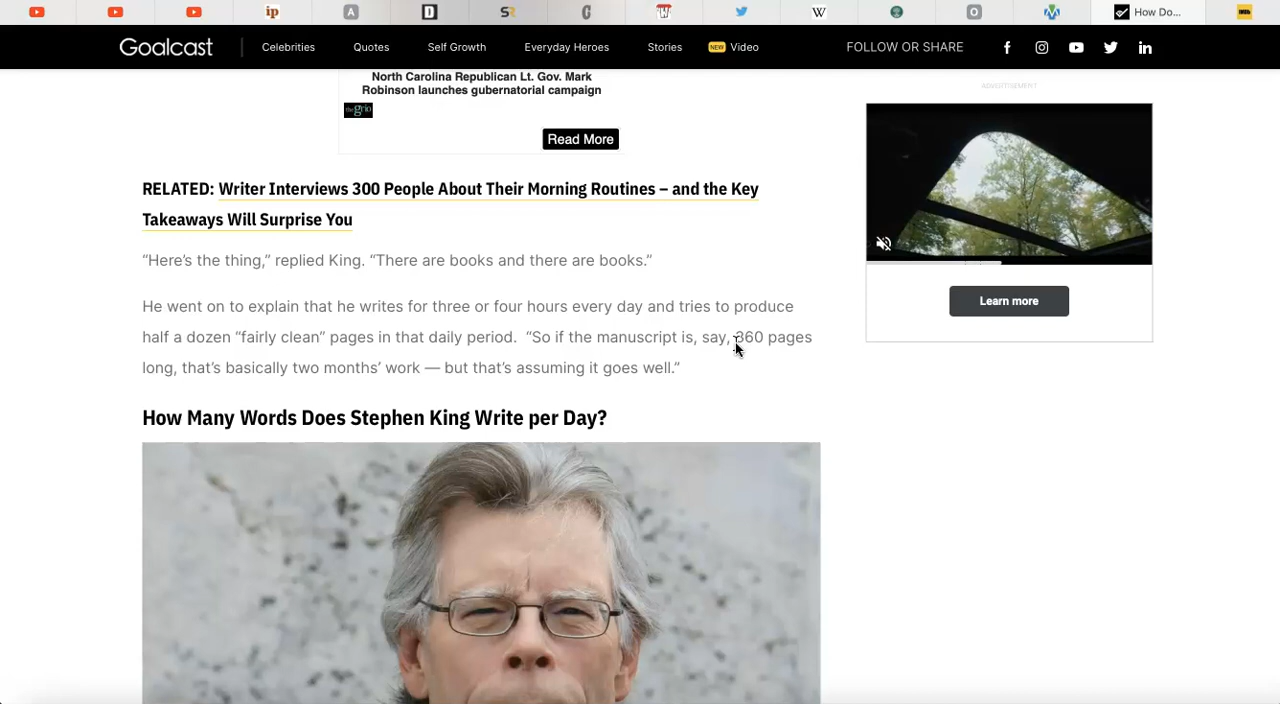 ip
A
D
SR
W
O
How Do...
Goalcast
Celebrities
Quotes
Self Growth
Everyday Heroes
Stories
NEW Video
FOLLOW OR SHARE
North Carolina Republican Lt. Gov. Mark
Robinson launches gubernatorial campaign
thegrio
Read More
ADVERTISEMENT
Learn more
RELATED: Writer Interviews 300 People About Their Morning Routines – and the Key
Takeaways Will Surprise You
“Here’s the thing,” replied King. “There are books and there are books.”
He went on to explain that he writes for three or four hours every day and tries to produce
half a dozen “fairly clean” pages in that daily period. “So if the manuscript is, say, 360 pages
long, that’s basically two months’ work — but that’s assuming it goes well.”
How Many Words Does Stephen King Write per Day?